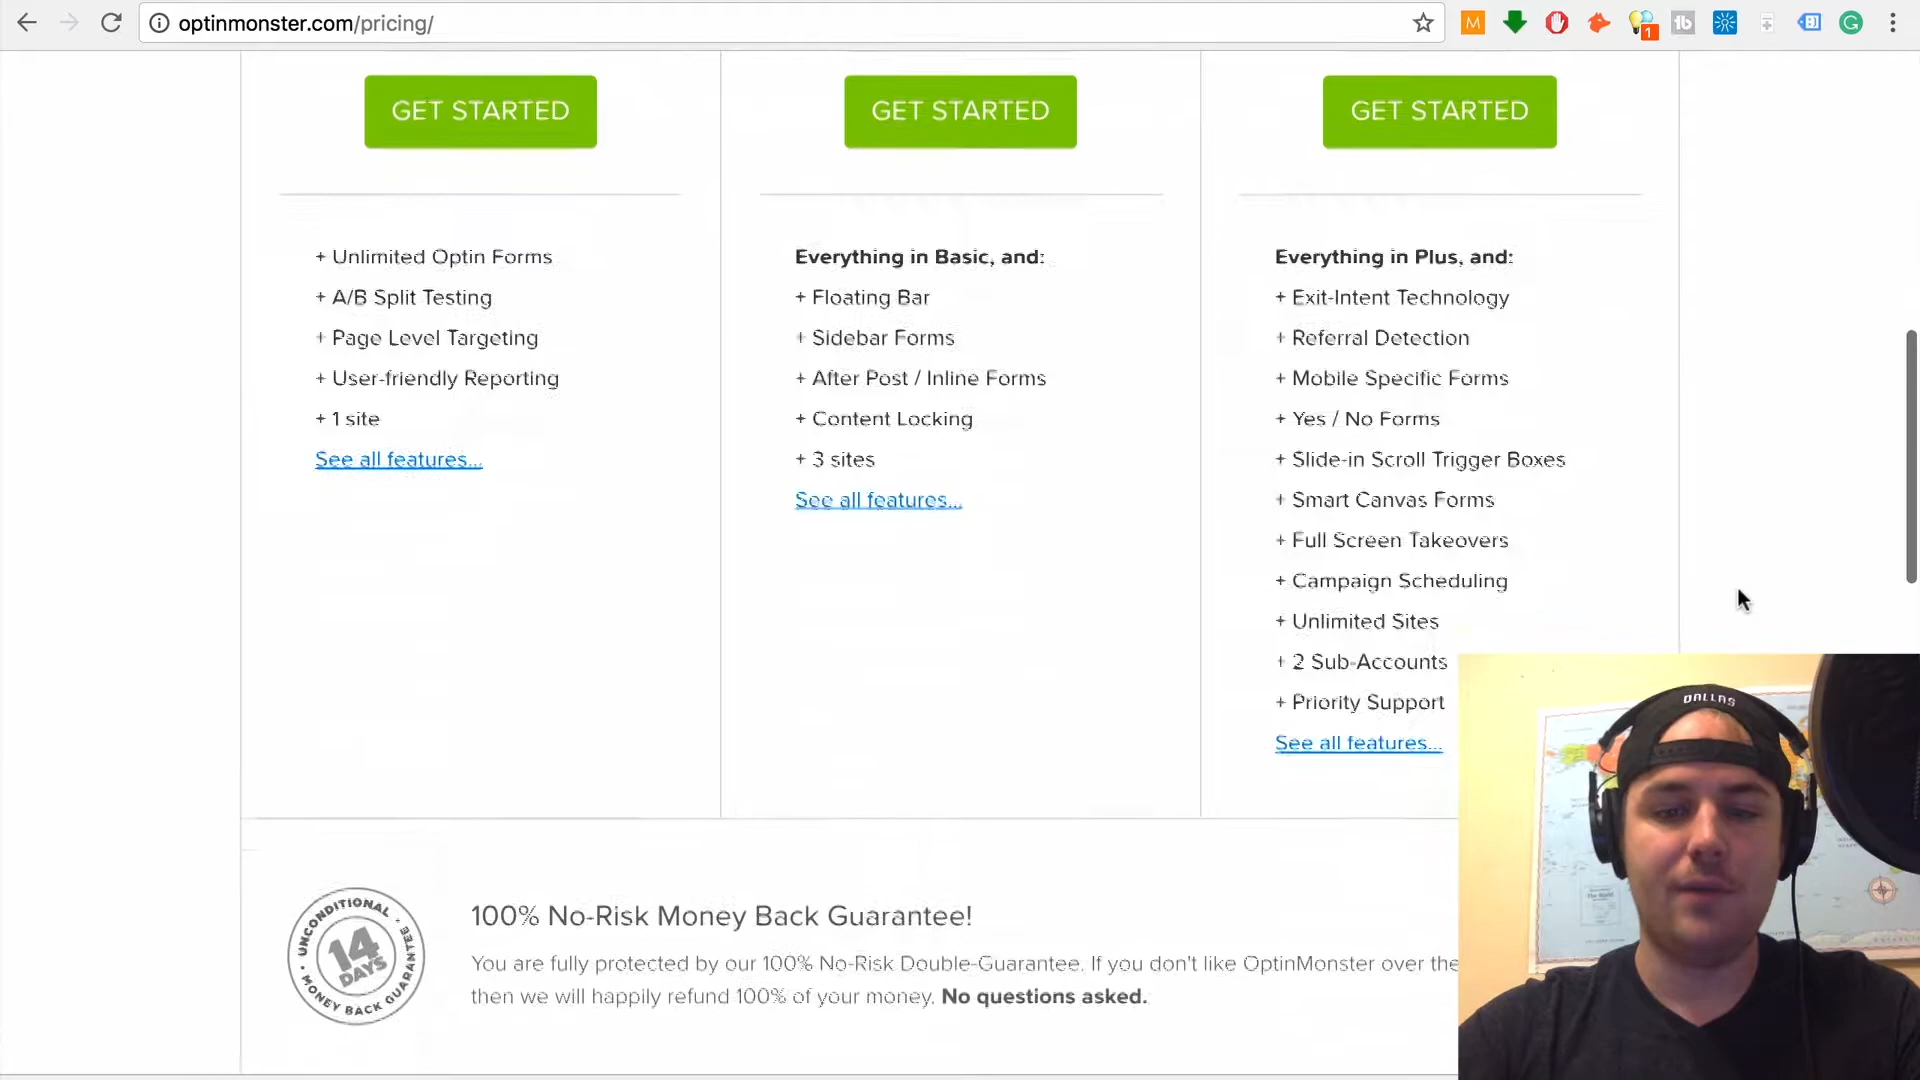 optinmonster.com/pricing/
M
1
tb
G
GET STARTED
GET STARTED
GET STARTED
+ Unlimited Optin Forms
+ A/B Split Testing
+ Page Level Targeting
+ User-friendly Reporting
+ 1 site
See all features...
Everything in Basic, and:
+ Floating Bar
+ Sidebar Forms
+ After Post / Inline Forms
+ Content Locking
+ 3 sites
See all features...
Everything in Plus, and:
+ Exit-Intent Technology
+ Referral Detection
+ Mobile Specific Forms
+ Yes / No Forms
+ Slide-in Scroll Trigger Boxes
+ Smart Canvas Forms
+ Full Screen Takeovers
+ Campaign Scheduling
+ Unlimited Sites
+ 2 Sub-Accounts
+ Priority Support
See all features...
DALLAS
UNCONDITIONAL
14
DAYS
MONEY BACK GUARANTEE
100% No-Risk Money Back Guarantee!
You are fully protected by our 100% No-Risk Double-Guarantee. If you don't like OptinMonster over the
then we will happily refund 100% of your money. No questions asked.